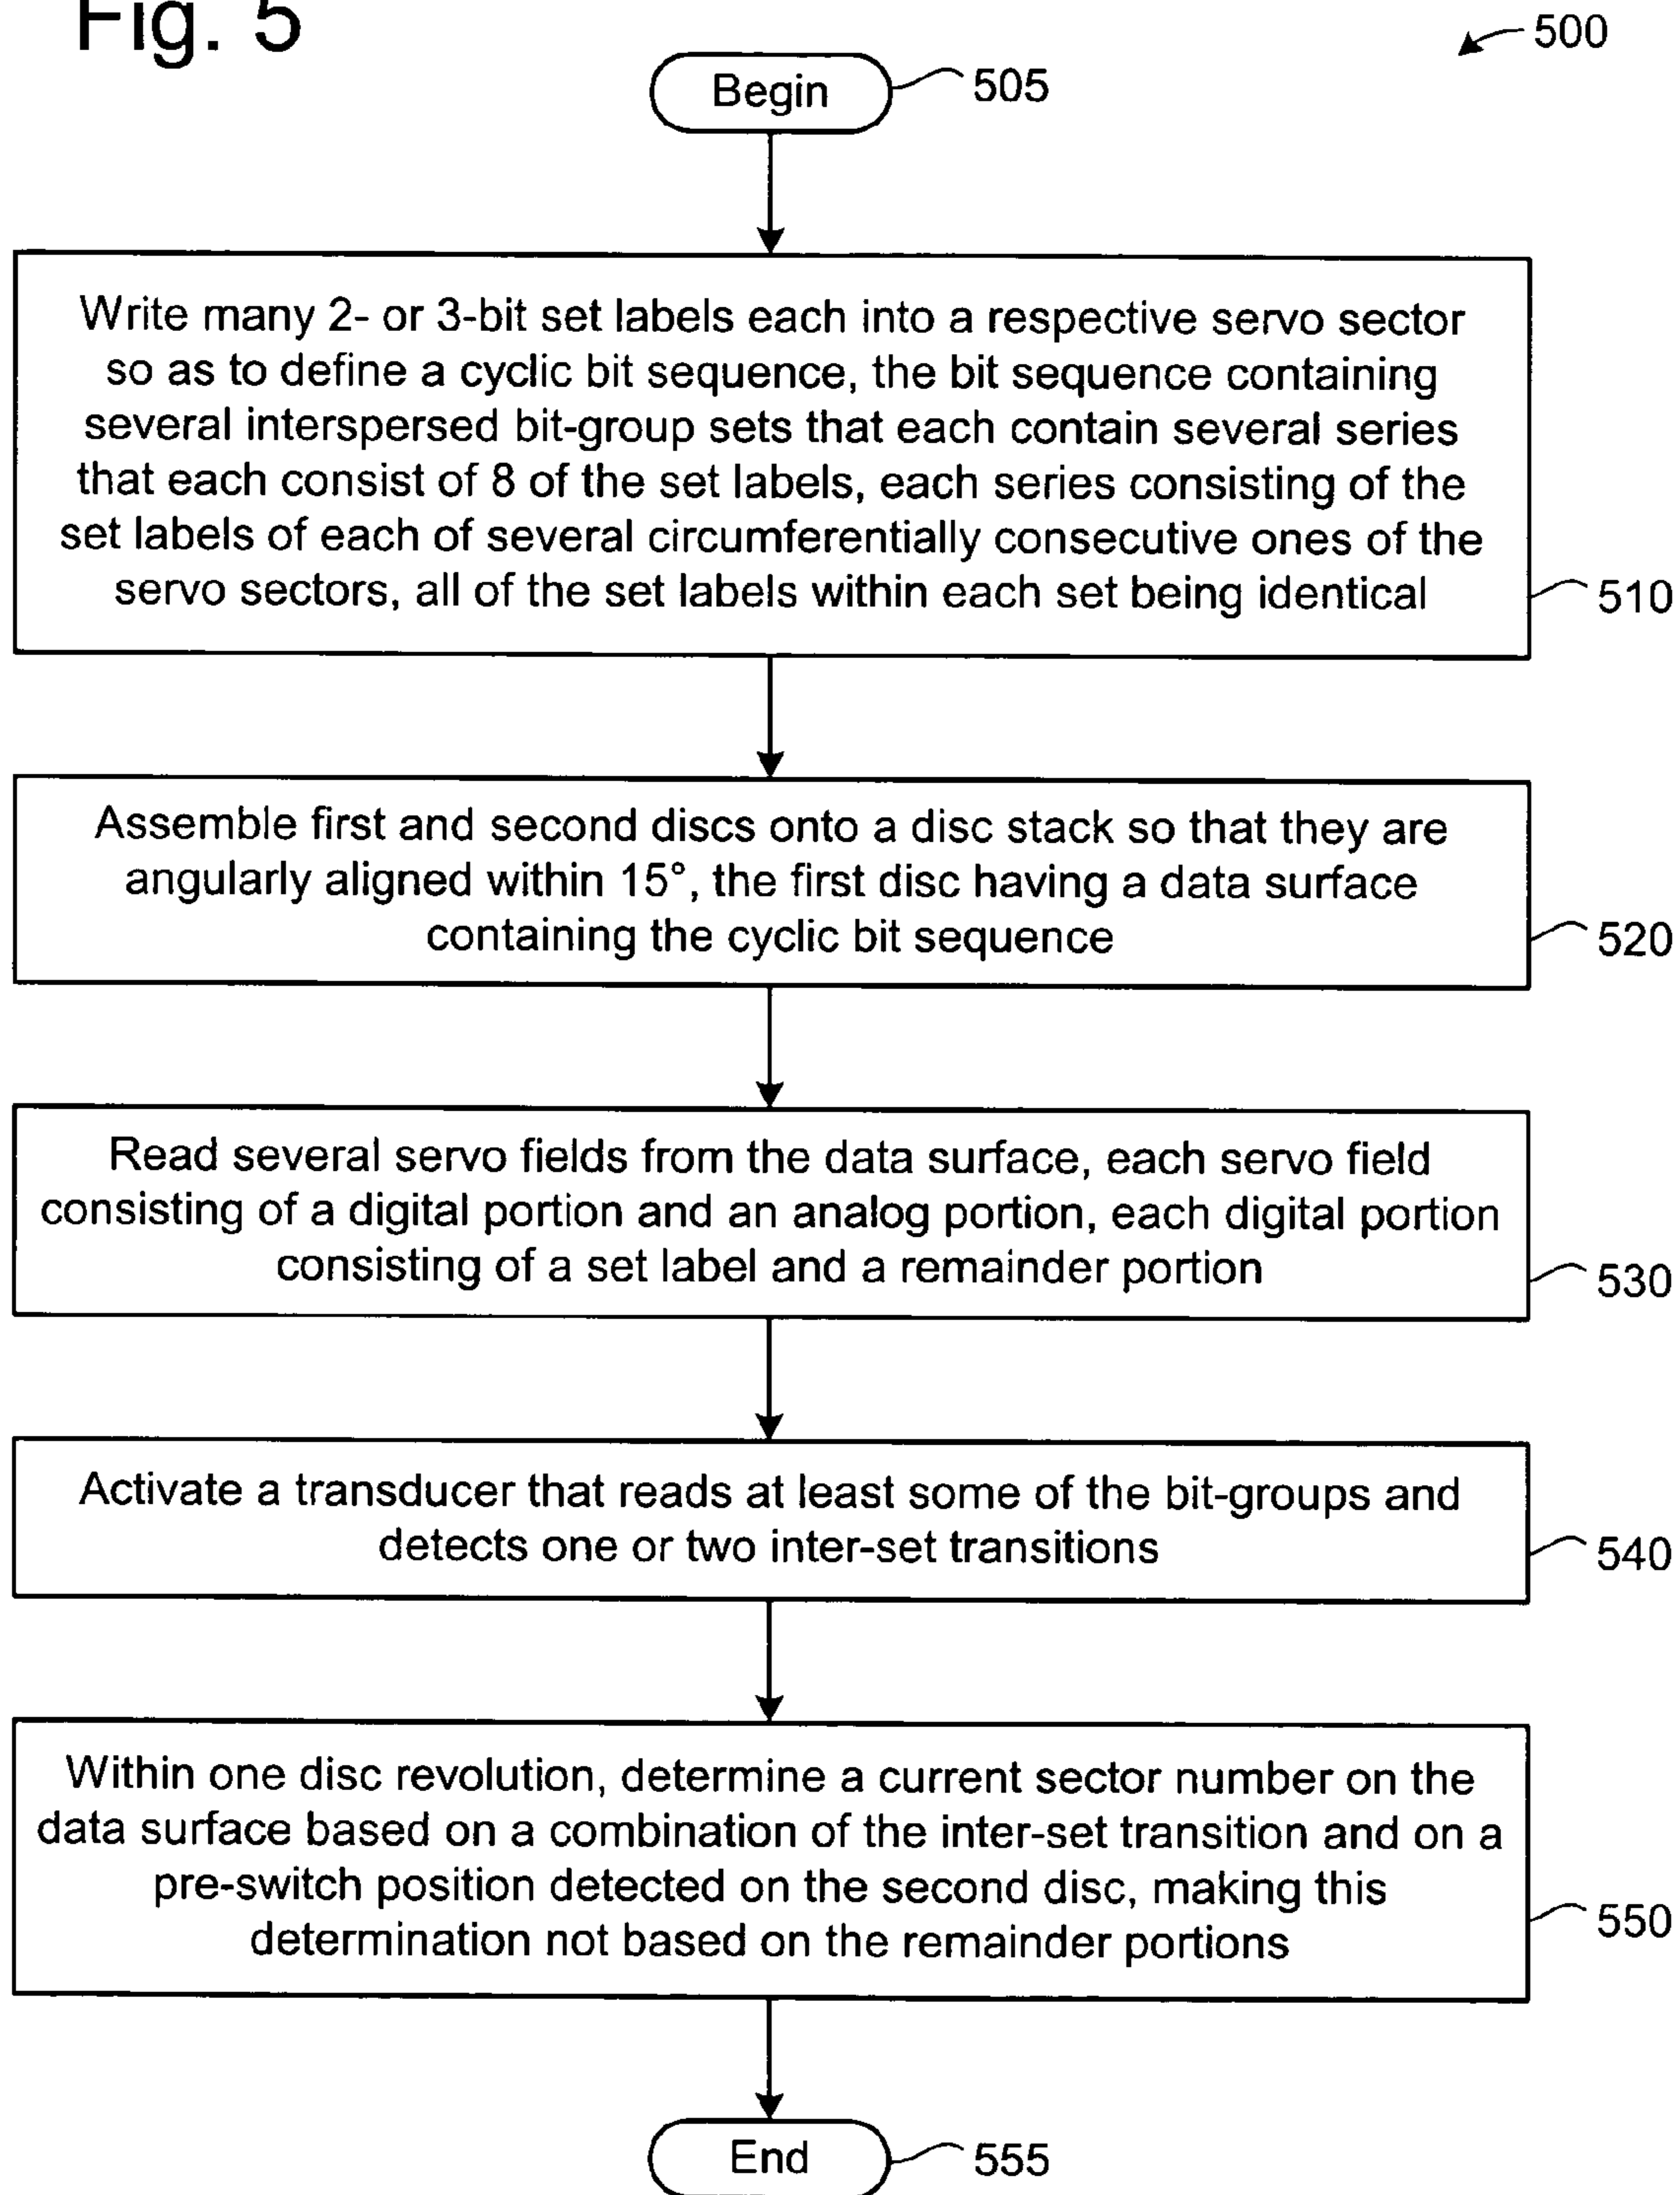 Fig. 5
500
Begin
505
Write many 2- or 3-bit set labels each into a respective servo sector
so as to define a cyclic bit sequence, the bit sequence containing
several interspersed bit-group sets that each contain several series
that each consist of 8 of the set labels, each series consisting of the
set labels of each of several circumferentially consecutive ones of the
servo sectors, all of the set labels within each set being identical
510
Assemble first and second discs onto a disc stack so that they are
angularly aligned within 15°, the first disc having a data surface
containing the cyclic bit sequence
520
Read several servo fields from the data surface, each servo field
consisting of a digital portion and an analog portion, each digital portion
consisting of a set label and a remainder portion
530
Activate a transducer that reads at least some of the bit-groups and
detects one or two inter-set transitions
540
Within one disc revolution, determine a current sector number on the
data surface based on a combination of the inter-set transition and on a
pre-switch position detected on the second disc, making this
determination not based on the remainder portions
550
End
555